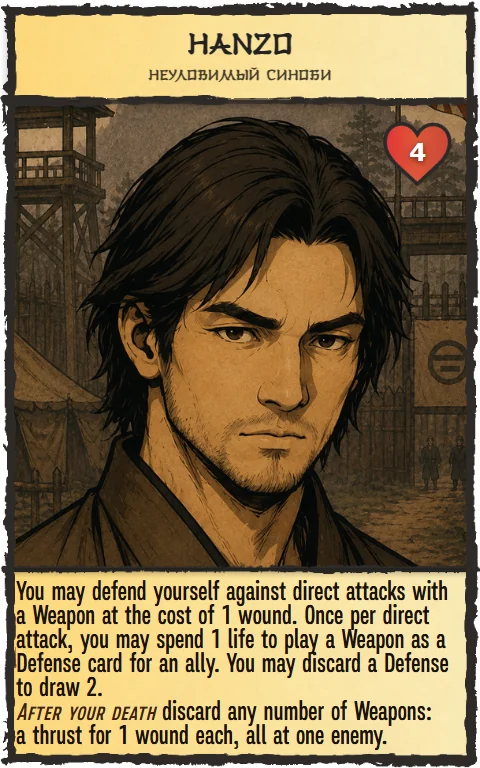 HANZO
НЕУЛОВИМЫЙ СИНОБИ
4
You may defend yourself against direct attacks with
a Weapon at the cost of 1 wound. Once per direct
attack, you may spend 1 life to play a Weapon as a
Defense card for an ally. You may discard a Defense
to draw 2.
AFTER YOUR DEATH discard any number of Weapons:
a thrust for 1 wound each, all at one enemy.